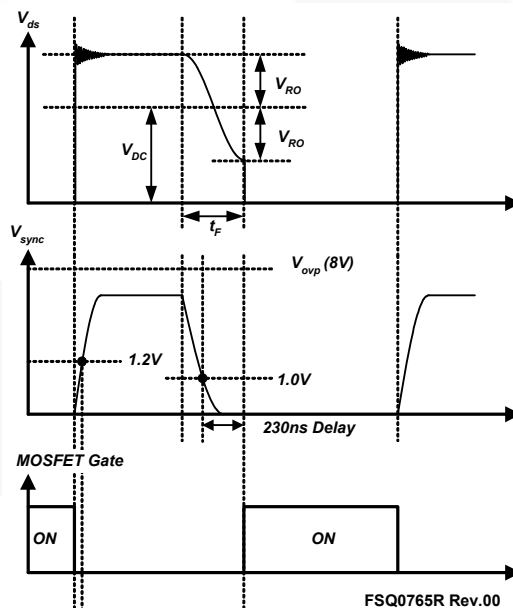 Vds
VRO
VRO
VDC
tF
Vsync
Vovp (8V)
1.2V
1.0V
230ns Delay
MOSFET Gate
ON
ON
FSQ0765R Rev.00